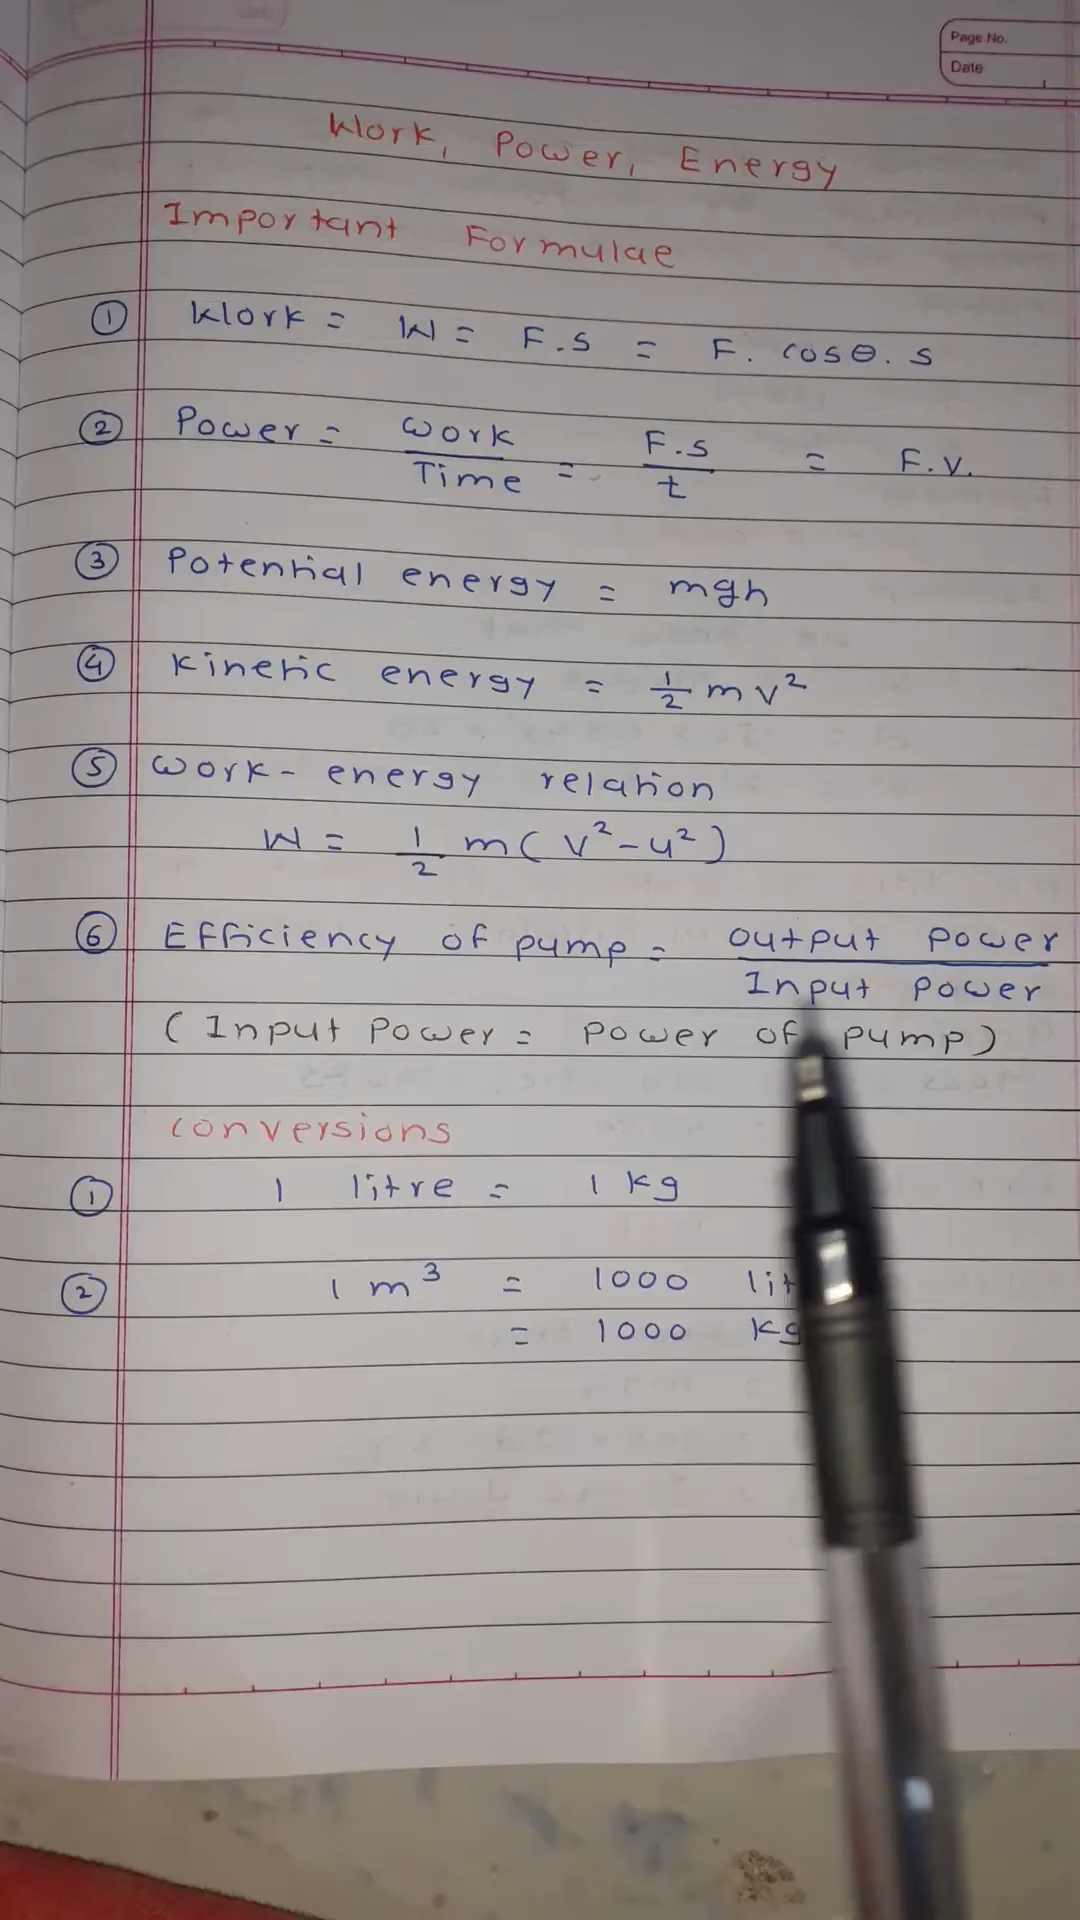 Page No.
Date
Work, Power, Energy
Important Formulae
① Work = W = F.s = F. cosθ. s
② Power = Work / Time = F.s / t = F.v.
③ Potential energy = mgh
④ Kinetic energy = 1/2 mv²
⑤ Work-energy relation
W = 1/2 m(v²-u²)
⑥ Efficiency of pump = output power / Input power
(Input Power = Power of pump)
Conversions
① 1 litre = 1 kg
② 1 m³ = 1000 lit
= 1000 kg